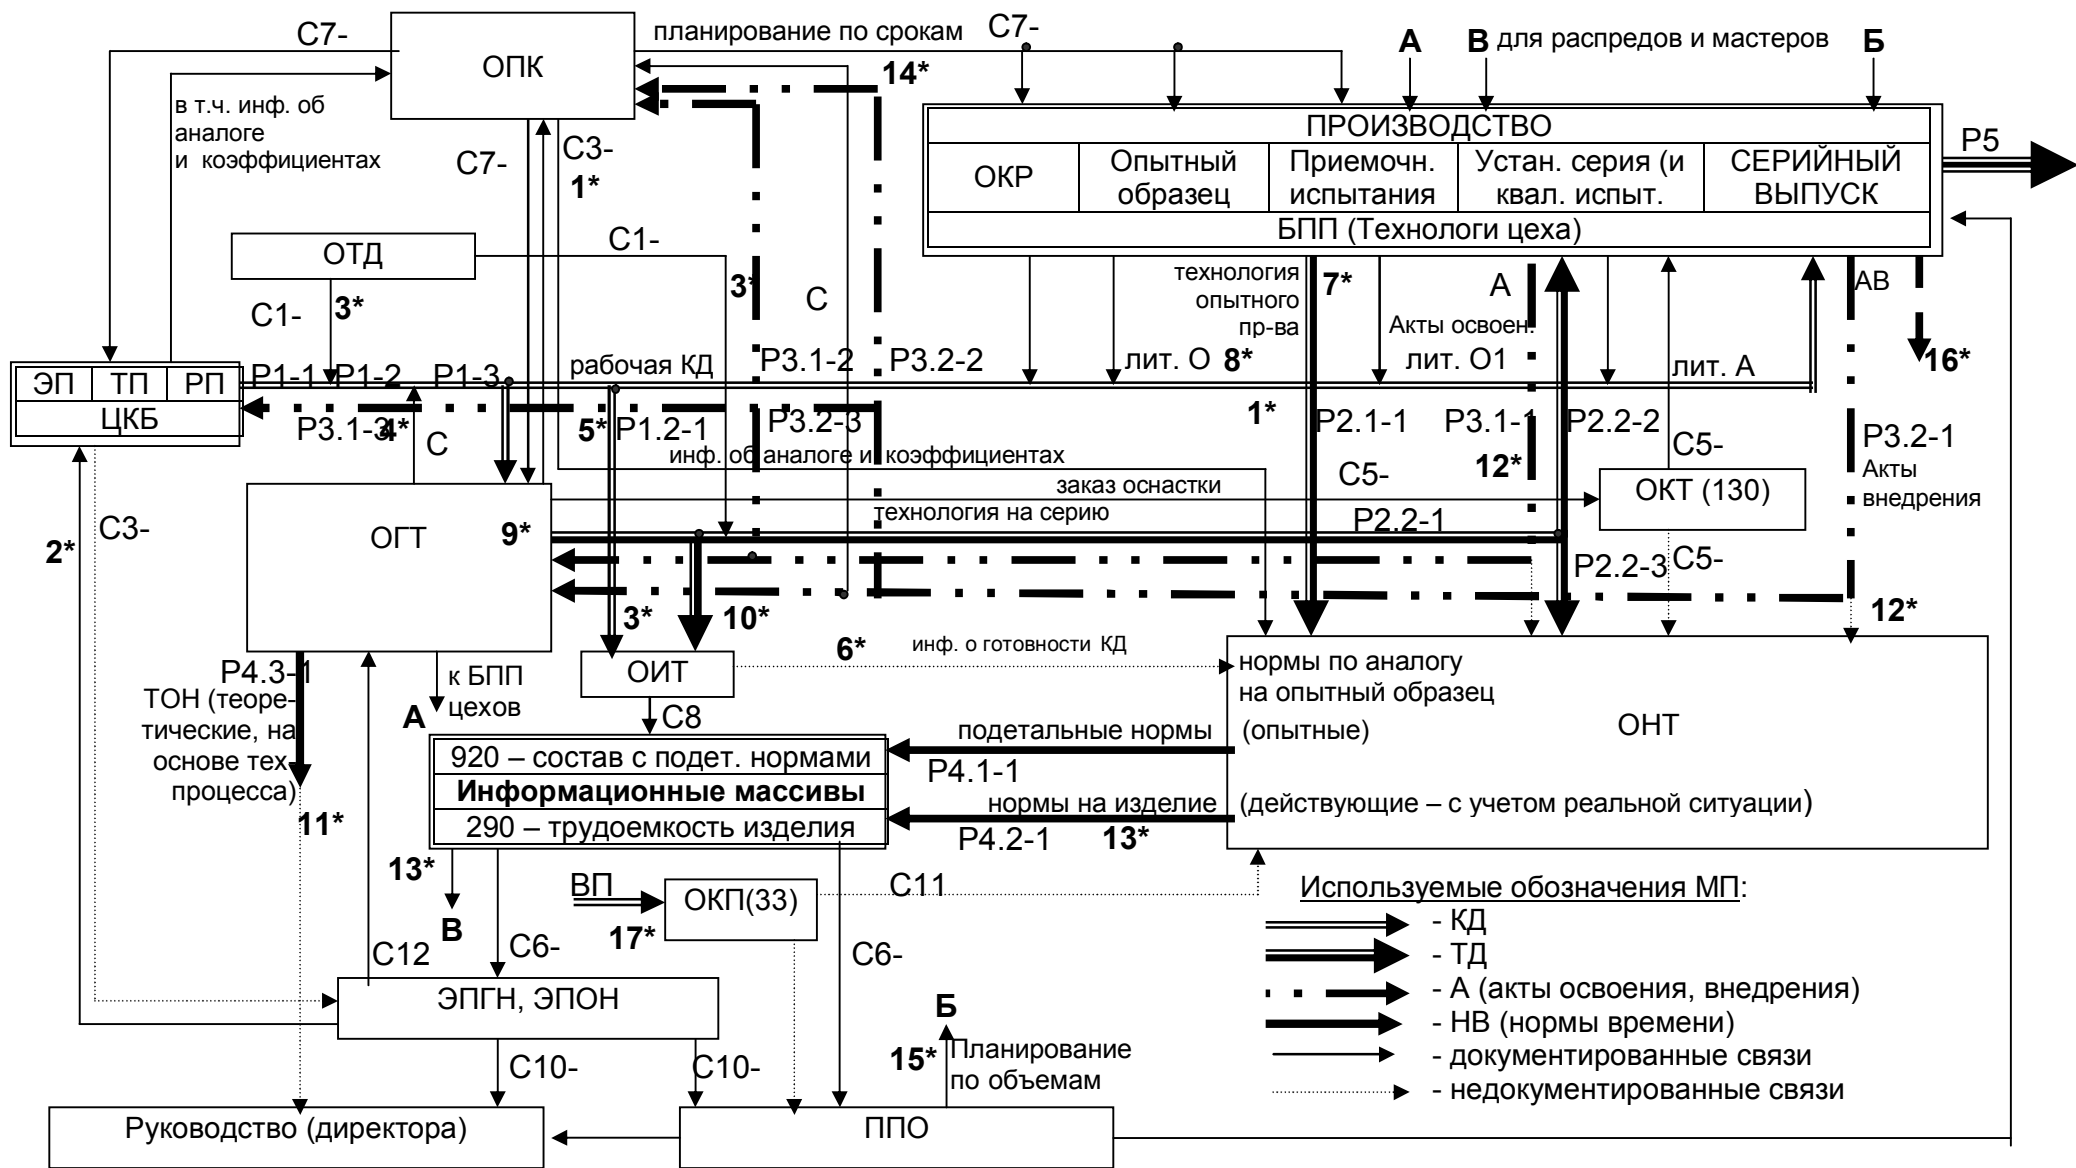 С7-
ОПК
планирование по срокам
С7-
14*
А
В для распредов и мастеров
Б
в т.ч. инф. об
аналоге
и коэффициентах
С7-
С3-
1*
ПРОИЗВОДСТВО
ОКР
Опытный
образец
Приемочн.
испытания
Устан. серия (и
квал. испыт.
СЕРИЙНЫЙ
ВЫПУСК
БПП (Технологи цеха)
Р5
ОТД
С1-
3*
С1-
3*
С
технология
опытного
пр-ва
7*
А
Акты освоен.
АВ
16*
ЭП
ТП
РП
ЦКБ
Р1-1
Р1-2
Р1-3
рабочая КД
Р3.1-2
Р3.2-2
лит. О
8*
лит. О1
лит. А
Р3.1-3
4*
С
5*
Р1.2-1
Р3.2-3
1*
Р2.1-1
Р3.1-1
Р2.2-2
Р3.2-1
Акты
внедрения
инф. об аналоге и коэффициентах
12*
С5-
С5-
заказ оснастки
ОКТ (130)
С3-
2*
ОГТ
9*
технология на серию
Р2.2-1
Р2.2-3
С5-
12*
3*
10*
6*
инф. о готовности КД
Р4.3-1
ТОН (теоре-
тические, на
основе тех.
процесса)
к БПП
цехов
А
ОИТ
С8
нормы по аналогу
на опытный образец
(опытные)
ОНТ
подетальные нормы
Р4.1-1
920 – состав с подет. нормами
Информационные массивы
290 – трудоемкость изделия
нормы на изделие
(действующие – с учетом реальной ситуации)
Р4.2-1
13*
11*
13*
В
ВП
17*
ОКП(33)
С11
С12
С6-
С6-
ЭПГН, ЭПОН
С10-
С10-
Б
15*
Планирование
по объемам
Руководство (директора)
ППО
Используемые обозначения МП:
- КД
- ТД
- А (акты освоения, внедрения)
- НВ (нормы времени)
- документированные связи
- недокументированные связи